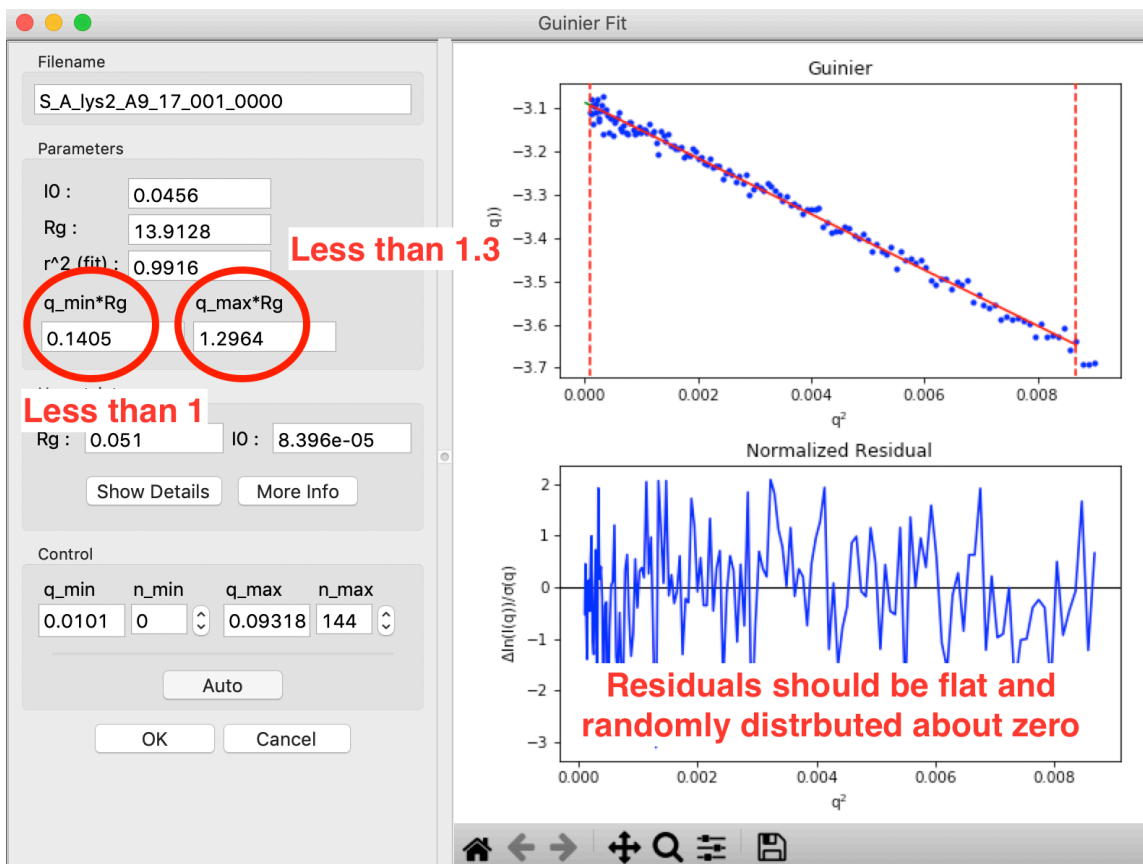 Guinier Fit
Filename
S_A_lys2_A9_17_001_0000
Parameters
I0 :
0.0456
Rg :
13.9128
r^2 (fit) :
0.9916
q_min*Rg
q_max*Rg
0.1405
1.2964
Less than 1.3
Less than 1
Rg :
0.051
I0 :
8.396e-05
Show Details
More Info
Control
q_min
n_min
q_max
n_max
0.0101
0
0.09318
144
Auto
OK
Cancel
Guinier
−3.1
−3.2
−3.3
−3.4
−3.5
−3.6
−3.7
q))
0.000
0.002
0.004
0.006
0.008
q²
Normalized Residual
2
1
0
−1
−2
−3
Δln(I(q))/σ(q)
Residuals should be flat and
randomly distrbuted about zero
0.000
0.002
0.004
0.006
0.008
q²